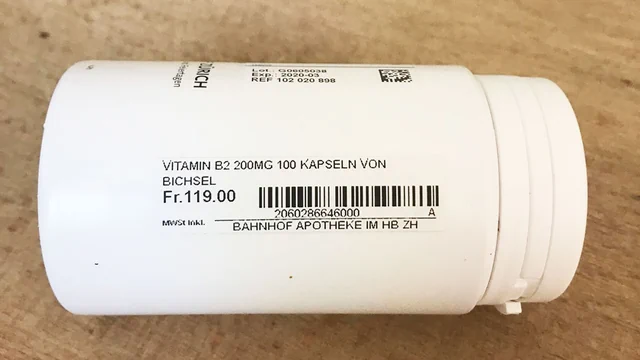 VITAMIN B2 200MG 100 KAPSELN VON
BICHSEL
Fr.119.00
2060286646000 A
MWSt inkl.
BAHNHOF APOTHEKE IM HB ZH
Lot.: G0605038
Exp.: 2020-03
REF 102 020 898
ZÜRICH